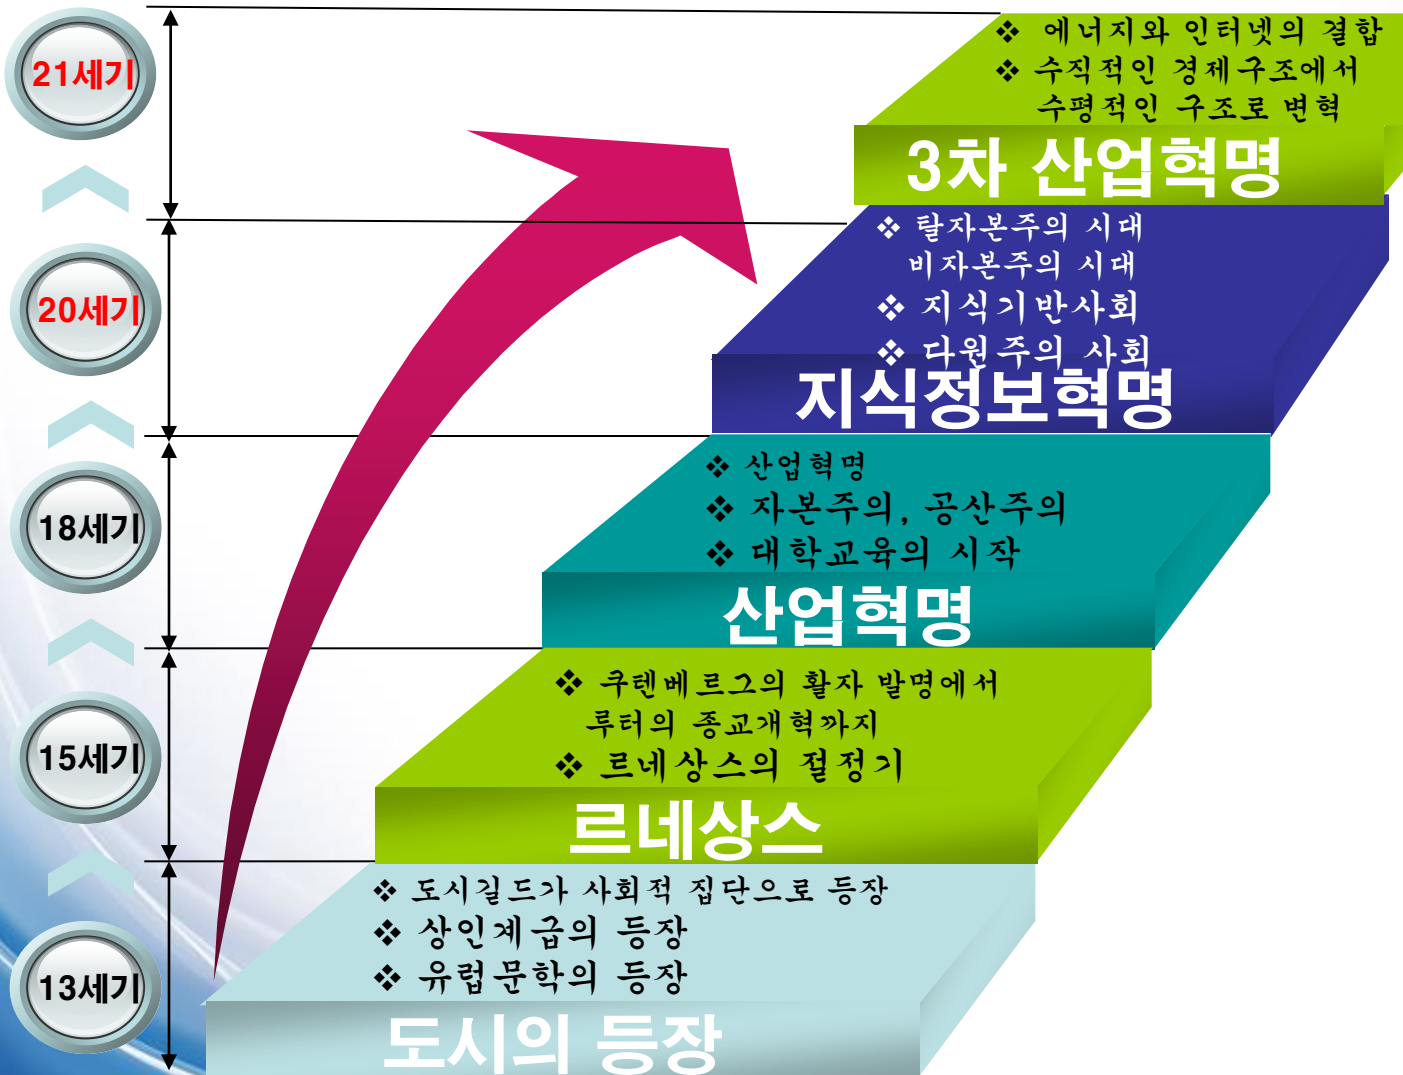 21세기
❖ 에너지와 인터넷의 결합
❖ 수직적인 경제구조에서
수평적인 구조로 변혁
3차 산업혁명
20세기
❖ 탈자본주의 시대
비자본주의 시대
❖ 지식기반사회
❖ 다원주의 사회
지식정보혁명
18세기
❖ 산업혁명
❖ 자본주의, 공산주의
❖ 대학교육의 시작
산업혁명
15세기
❖ 쿠텐베르그의 활자 발명에서
루터의 종교개혁까지
❖ 르네상스의 절정기
르네상스
13세기
❖ 도시길드가 사회적 집단으로 등장
❖ 상인계급의 등장
❖ 유럽문학의 등장
도시의 등장